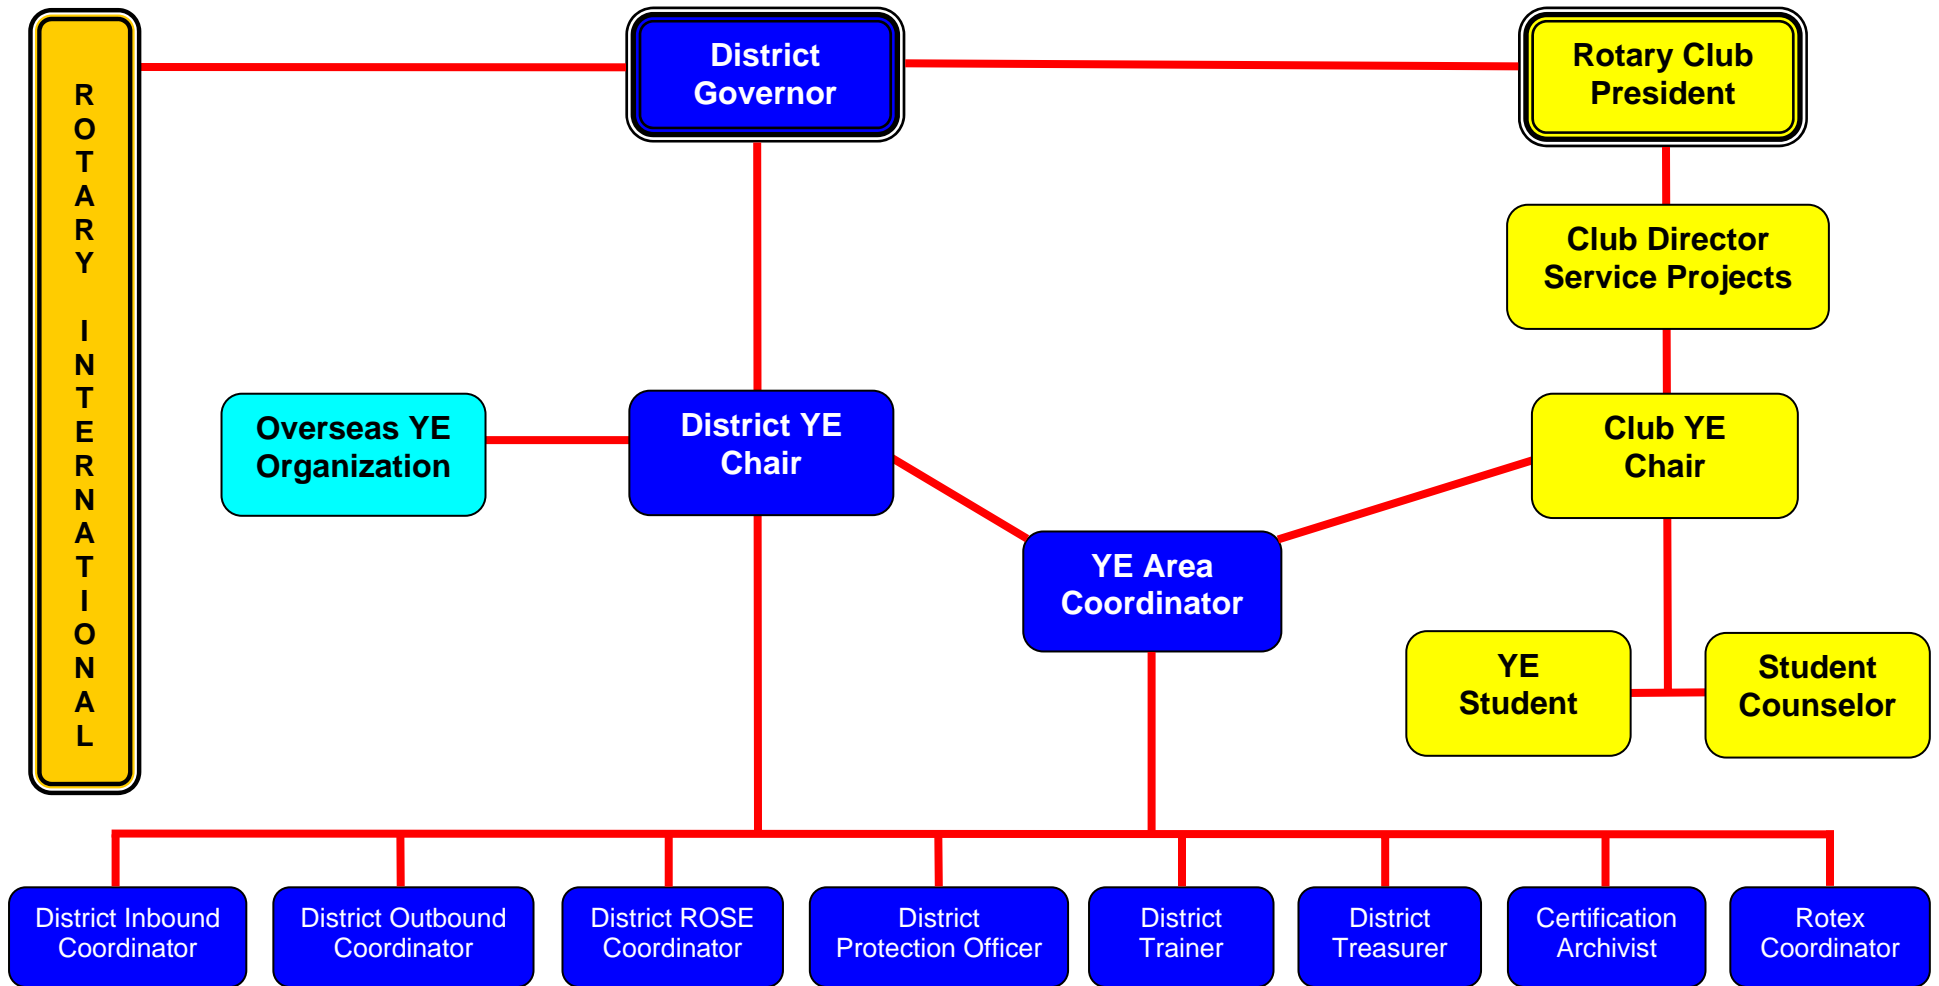 ROTARY INTERNATIONAL
District
Governor
Rotary Club
President
Club Director
Service Projects
Overseas YE
Organization
District YE
Chair
Club YE
Chair
YE Area
Coordinator
YE
Student
Student
Counselor
District Inbound
Coordinator
District Outbound
Coordinator
District ROSE
Coordinator
District
Protection Officer
District
Trainer
District
Treasurer
Certification
Archivist
Rotex
Coordinator